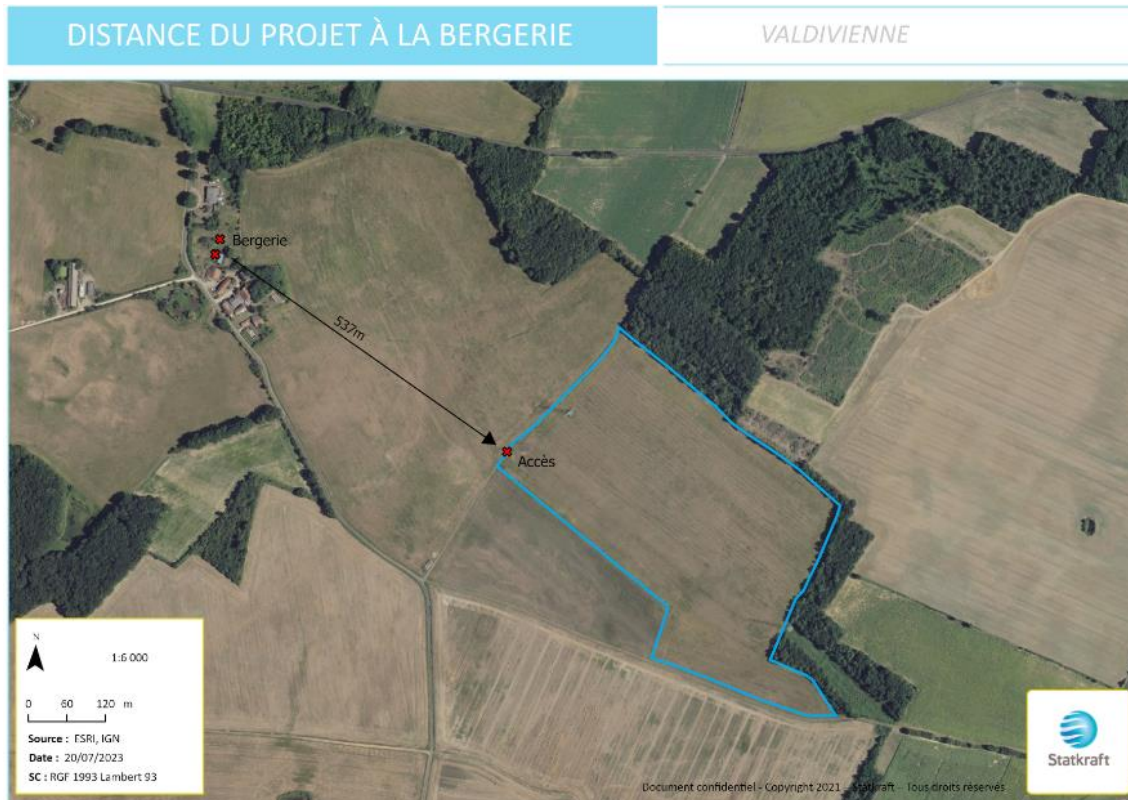 DISTANCE DU PROJET À LA BERGERIE
VALDIVIENNE
Bergerie
537m
Accès
N
1:6 000
0 60 120 m
Source : ESRI, IGN
Date : 20/07/2023
SC : RGF 1993 Lambert 93
Statkraft
Document confidentiel - Copyright 2021 - Statkraft - Tous droits réservés